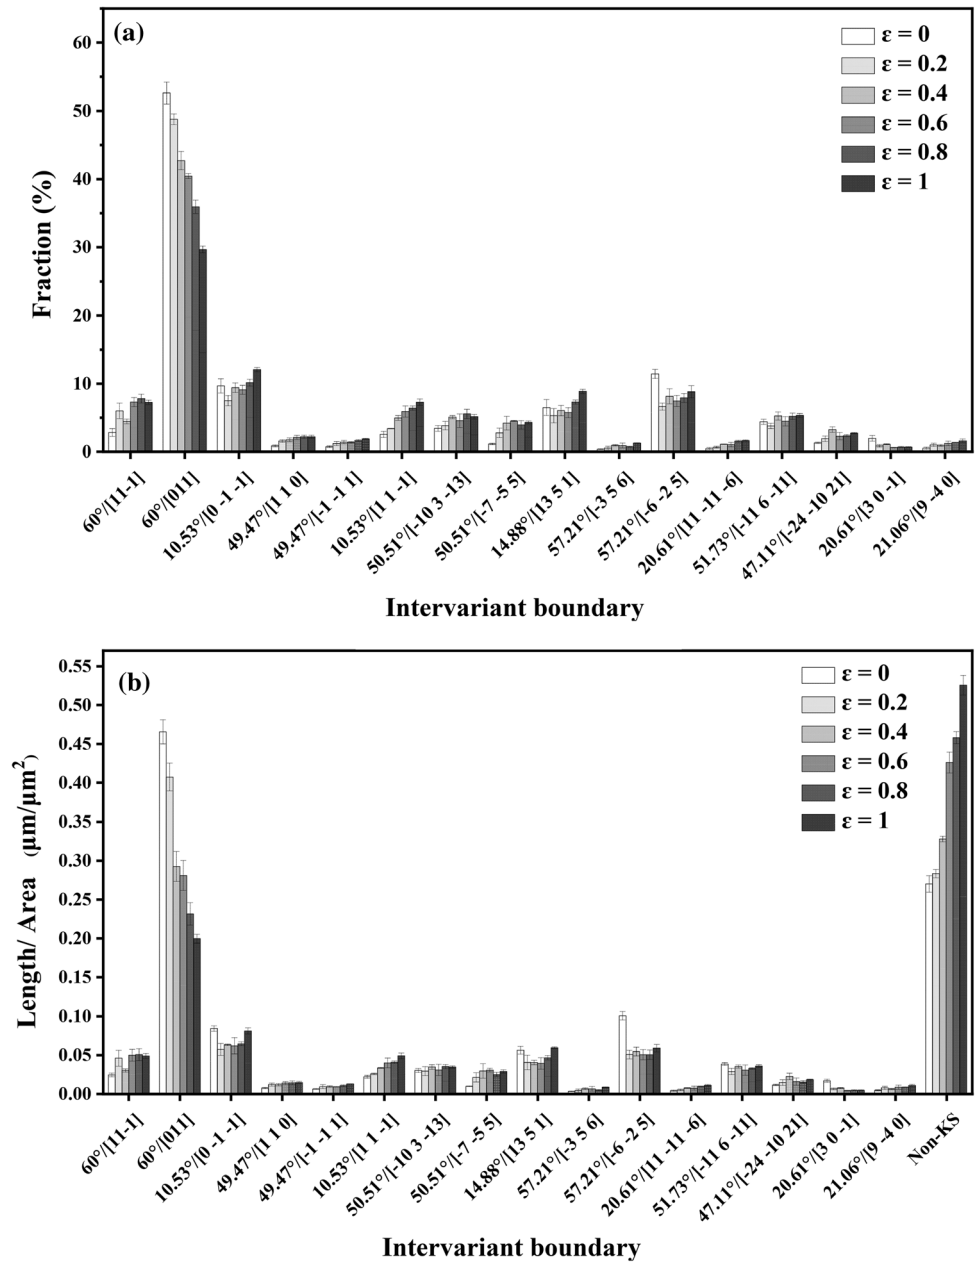 (a)
ε = 0
ε = 0.2
ε = 0.4
ε = 0.6
ε = 0.8
ε = 1
60
50
40
30
20
10
0
Fraction (%)
60°/[11-1]
60°/[011]
10.53°/[0 -1 -1]
49.47°/[1 1 0]
49.47°/[-1 -1 1]
10.53°/[1 1 -1]
50.51°/[-10 3 -13]
50.51°/[-7 -5 5]
14.88°/[13 5 1]
57.21°/[-3 5 6]
57.21°/[-6 -2 5]
20.61°/[11 -11 -6]
51.73°/[-11 6 -11]
47.11°/[-24 -10 21]
20.61°/[3 0 -1]
21.06°/[9 -4 0]
Intervariant boundary
(b)
ε = 0
ε = 0.2
ε = 0.4
ε = 0.6
ε = 0.8
ε = 1
0.55
0.50
0.45
0.40
0.35
0.30
0.25
0.20
0.15
0.10
0.05
0.00
Length/ Area (μm/μm²)
60°/[11-1]
60°/[011]
10.53°/[0 -1 -1]
49.47°/[1 1 0]
49.47°/[-1 -1 1]
10.53°/[1 1 -1]
50.51°/[-10 3 -13]
50.51°/[-7 -5 5]
14.88°/[13 5 1]
57.21°/[-3 5 6]
57.21°/[-6 -2 5]
20.61°/[11 -11 -6]
51.73°/[-11 6 -11]
47.11°/[-24 -10 21]
20.61°/[3 0 -1]
21.06°/[9 -4 0]
Non-KS
Intervariant boundary